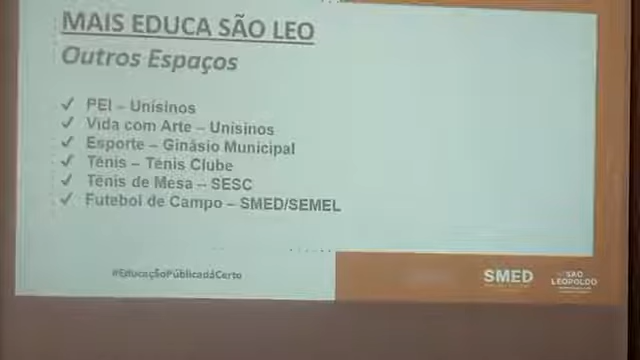 MAIS EDUCA SÃO LEO
Outros Espaços
✓ PEI – Unisinos
✓ Vida com Arte – Unisinos
✓ Esporte – Ginásio Municipal
✓ Tênis – Tênis Clube
✓ Tênis de Mesa – SESC
✓ Futebol de Campo – SMED/SEMEL
#EducaçãoPúblicadáCerto
SMED
SÃO
LEOPOLDO